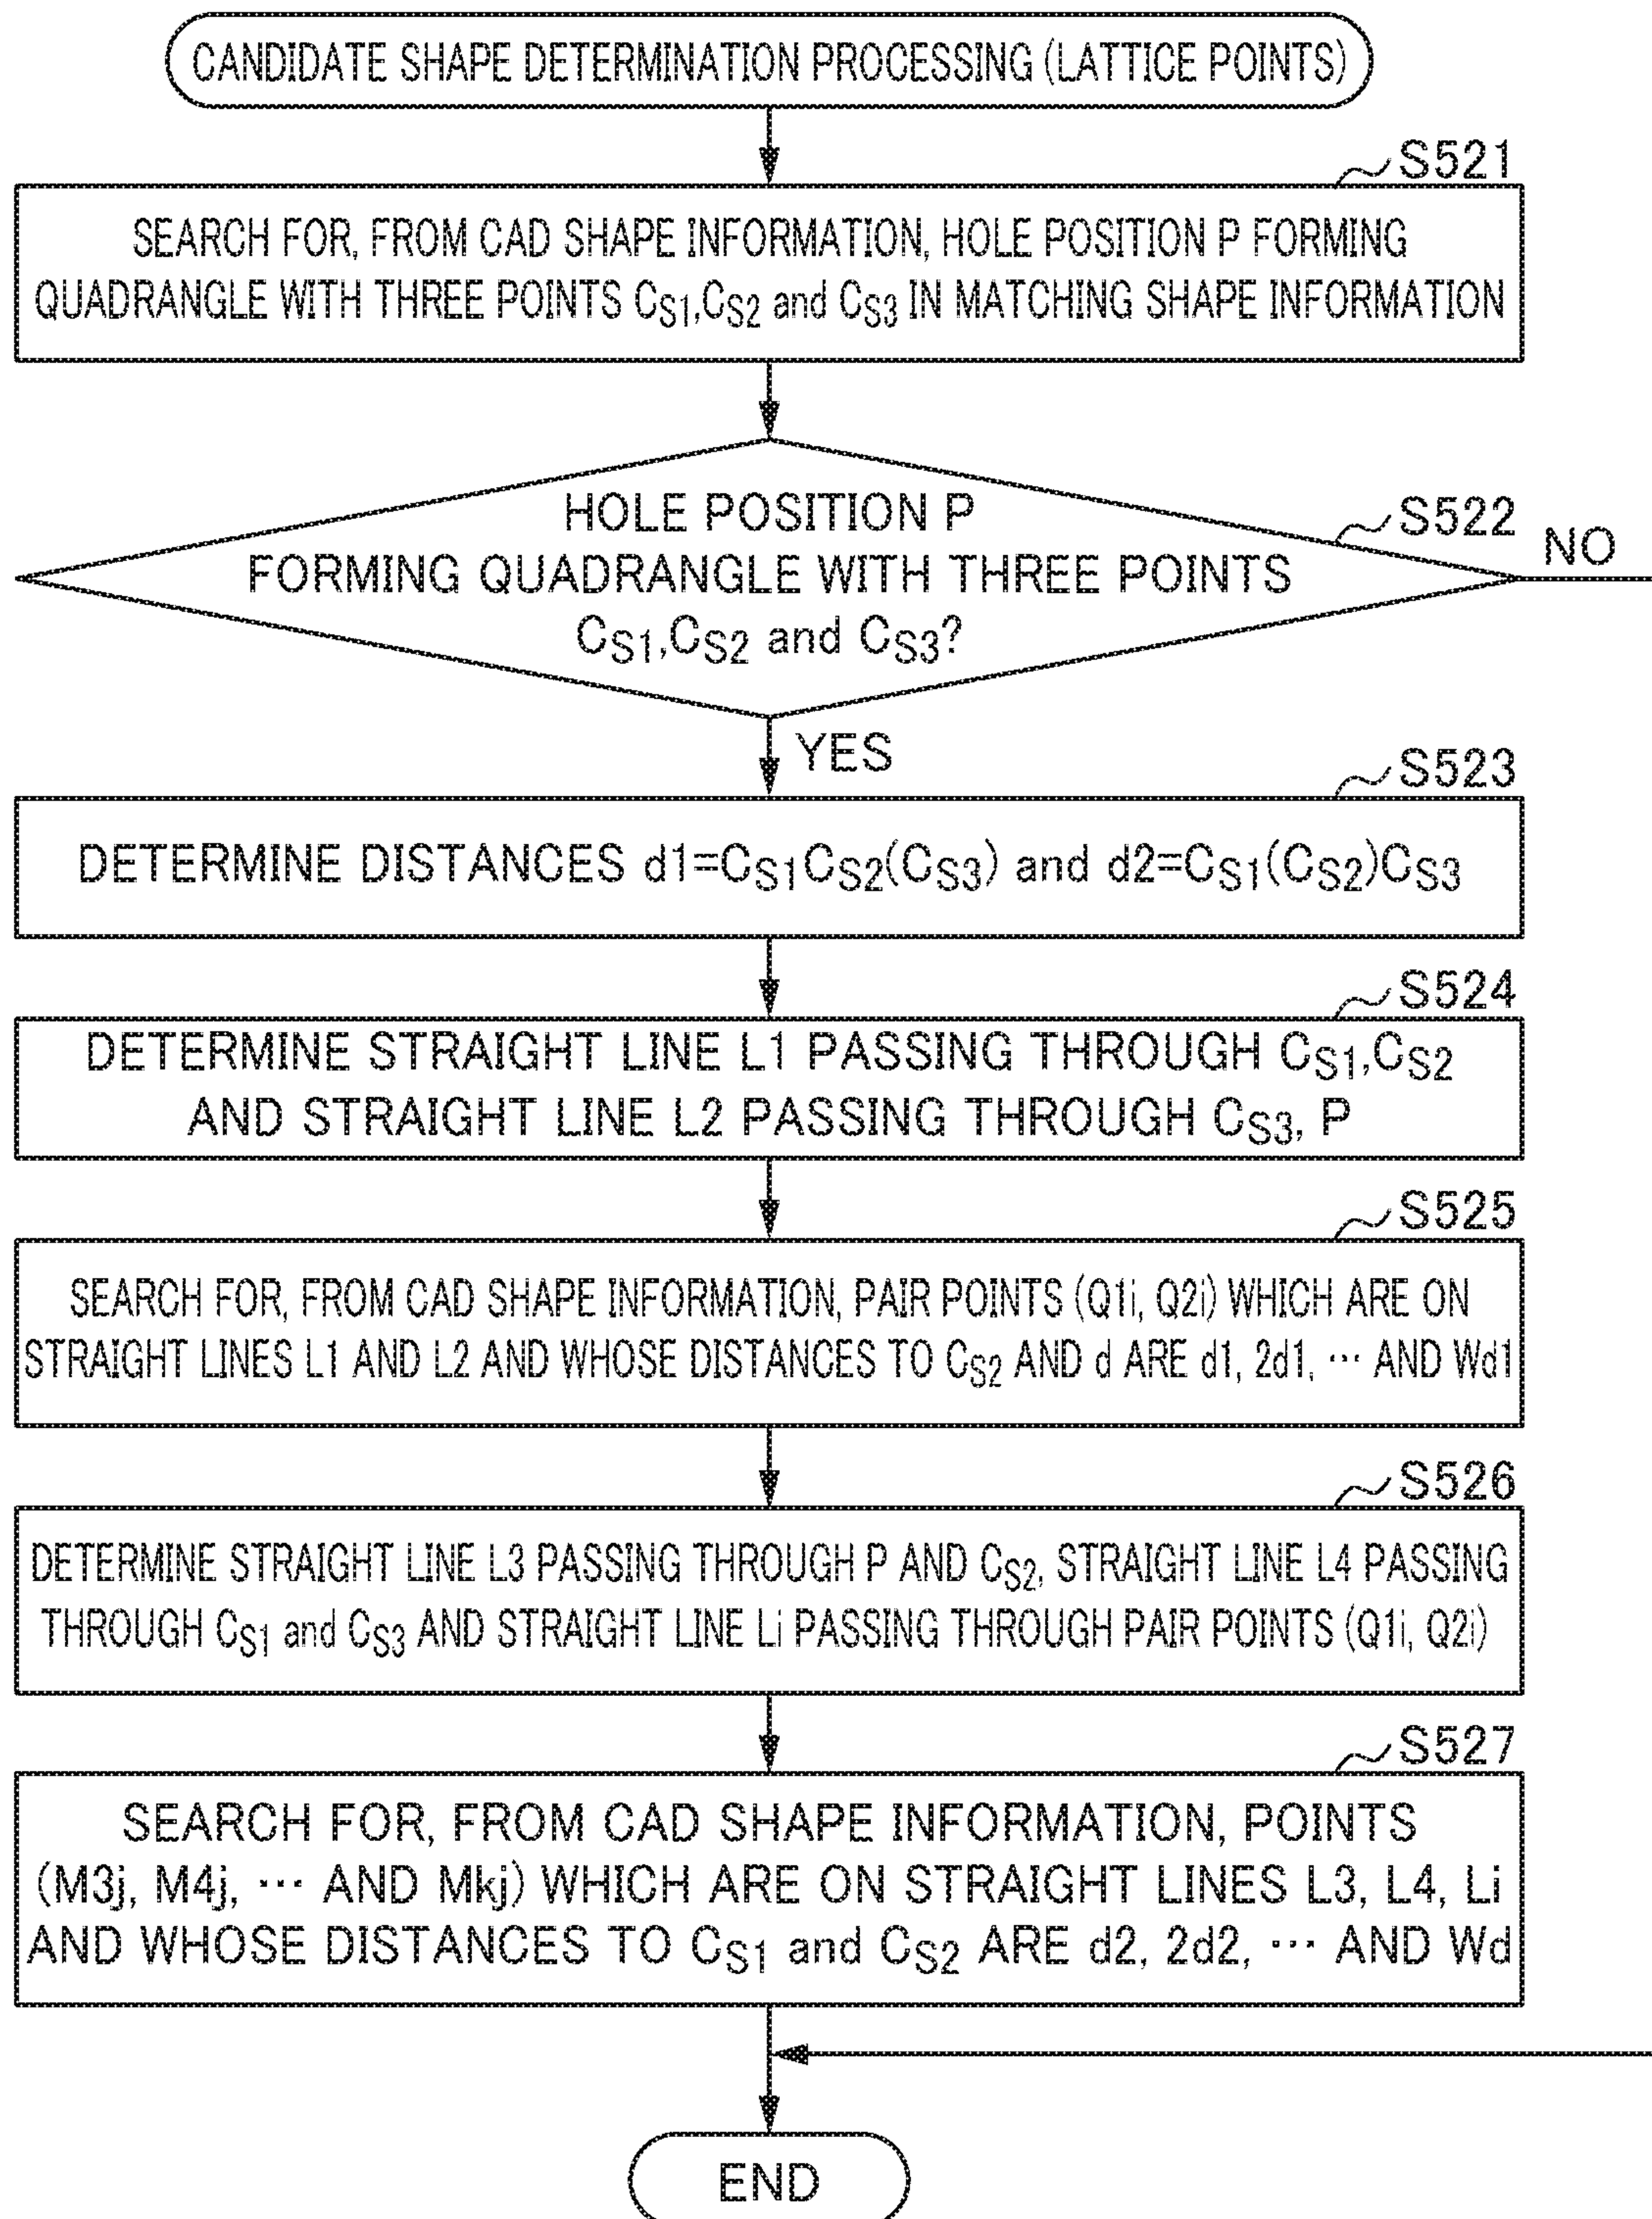 CANDIDATE SHAPE DETERMINATION PROCESSING (LATTICE POINTS)
S521
SEARCH FOR, FROM CAD SHAPE INFORMATION, HOLE POSITION P FORMING
QUADRANGLE WITH THREE POINTS CS1,CS2 and CS3 IN MATCHING SHAPE INFORMATION
S522
HOLE POSITION P
FORMING QUADRANGLE WITH THREE POINTS
CS1,CS2 and CS3?
NO
YES
S523
DETERMINE DISTANCES d1=CS1CS2(CS3) and d2=CS1(CS2)CS3
S524
DETERMINE STRAIGHT LINE L1 PASSING THROUGH CS1,CS2
AND STRAIGHT LINE L2 PASSING THROUGH CS3, P
S525
SEARCH FOR, FROM CAD SHAPE INFORMATION, PAIR POINTS (Q1i, Q2i) WHICH ARE ON
STRAIGHT LINES L1 AND L2 AND WHOSE DISTANCES TO CS2 AND d ARE d1, 2d1, ··· AND Wd1
S526
DETERMINE STRAIGHT LINE L3 PASSING THROUGH P AND CS2, STRAIGHT LINE L4 PASSING
THROUGH CS1 and CS3 AND STRAIGHT LINE Li PASSING THROUGH PAIR POINTS (Q1i, Q2i)
S527
SEARCH FOR, FROM CAD SHAPE INFORMATION, POINTS
(M3j, M4j, ··· AND Mkj) WHICH ARE ON STRAIGHT LINES L3, L4, Li
AND WHOSE DISTANCES TO CS1 and CS2 ARE d2, 2d2, ··· AND Wd
END